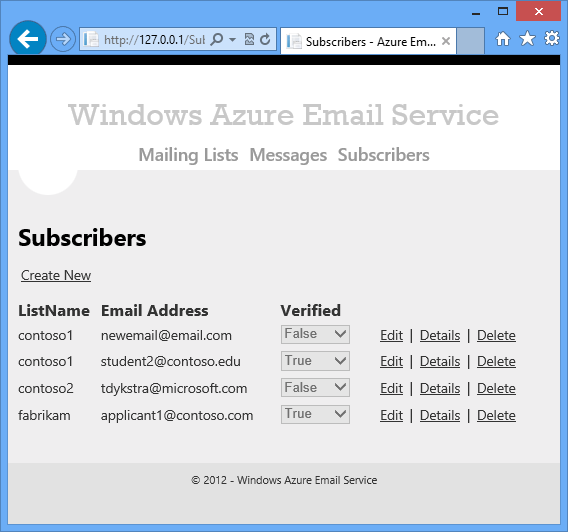 http://127.0.0.1/Sub
Subscribers - Azure Em...
Windows Azure Email Service
Mailing Lists Messages Subscribers
Subscribers
Create New
ListName Email Address Verified
contoso1 newemail@email.com False Edit | Details | Delete
contoso1 student2@contoso.edu True Edit | Details | Delete
contoso2 tdykstra@microsoft.com False Edit | Details | Delete
fabrikam applicant1@contoso.com True Edit | Details | Delete
© 2012 - Windows Azure Email Service